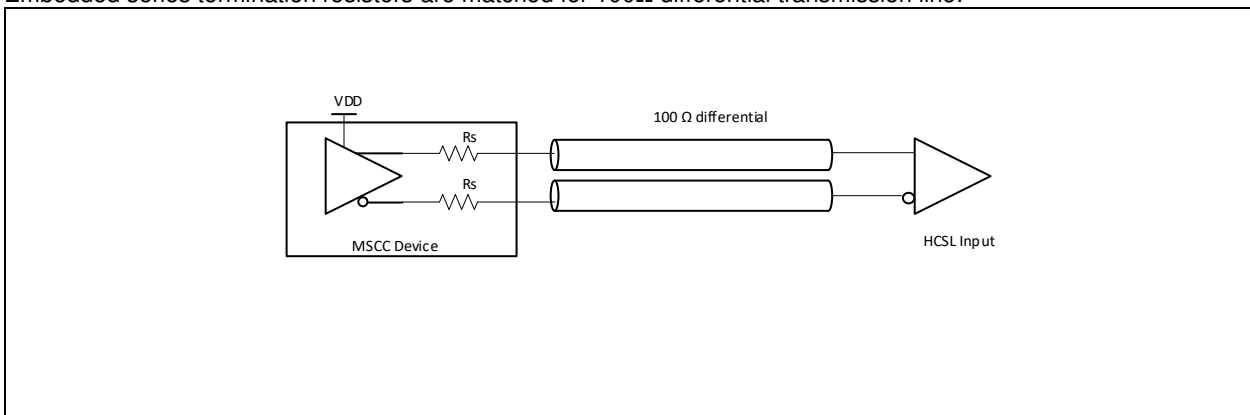 Embedded series termination resistors are matched for 100Ω differential transmission line.
VDD
Rs
100 Ω differential
Rs
MSCC Device
HCSL Input